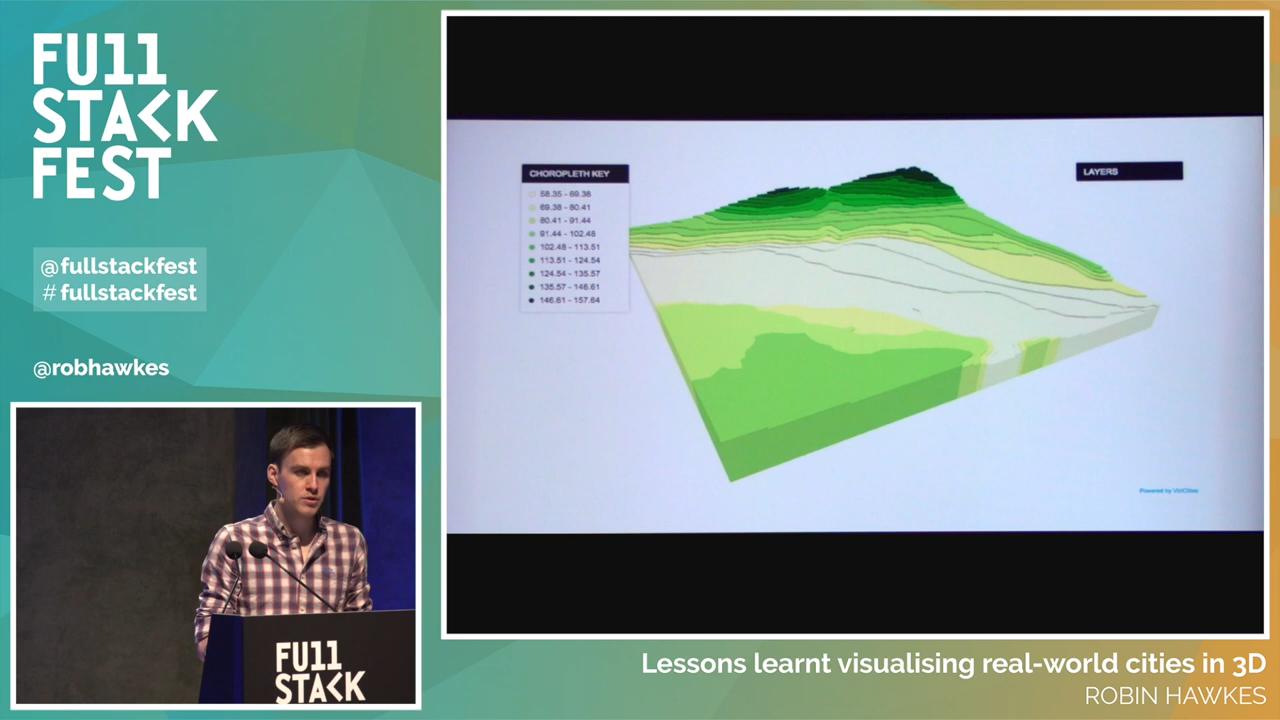 FU11
STACK
FEST
@fullstackfest
# fullstackfest
@robhawkes
CHOROPLETH KEY
58.35 - 69.38
69.38 - 80.41
80.41 - 91.44
91.44 - 102.48
102.48 - 113.51
113.51 - 124.54
124.54 - 135.57
135.57 - 146.61
146.61 - 157.64
LAYERS
Powered by ViziCities
FU11
STACK
Lessons learnt visualising real-world cities in 3D
ROBIN HAWKES